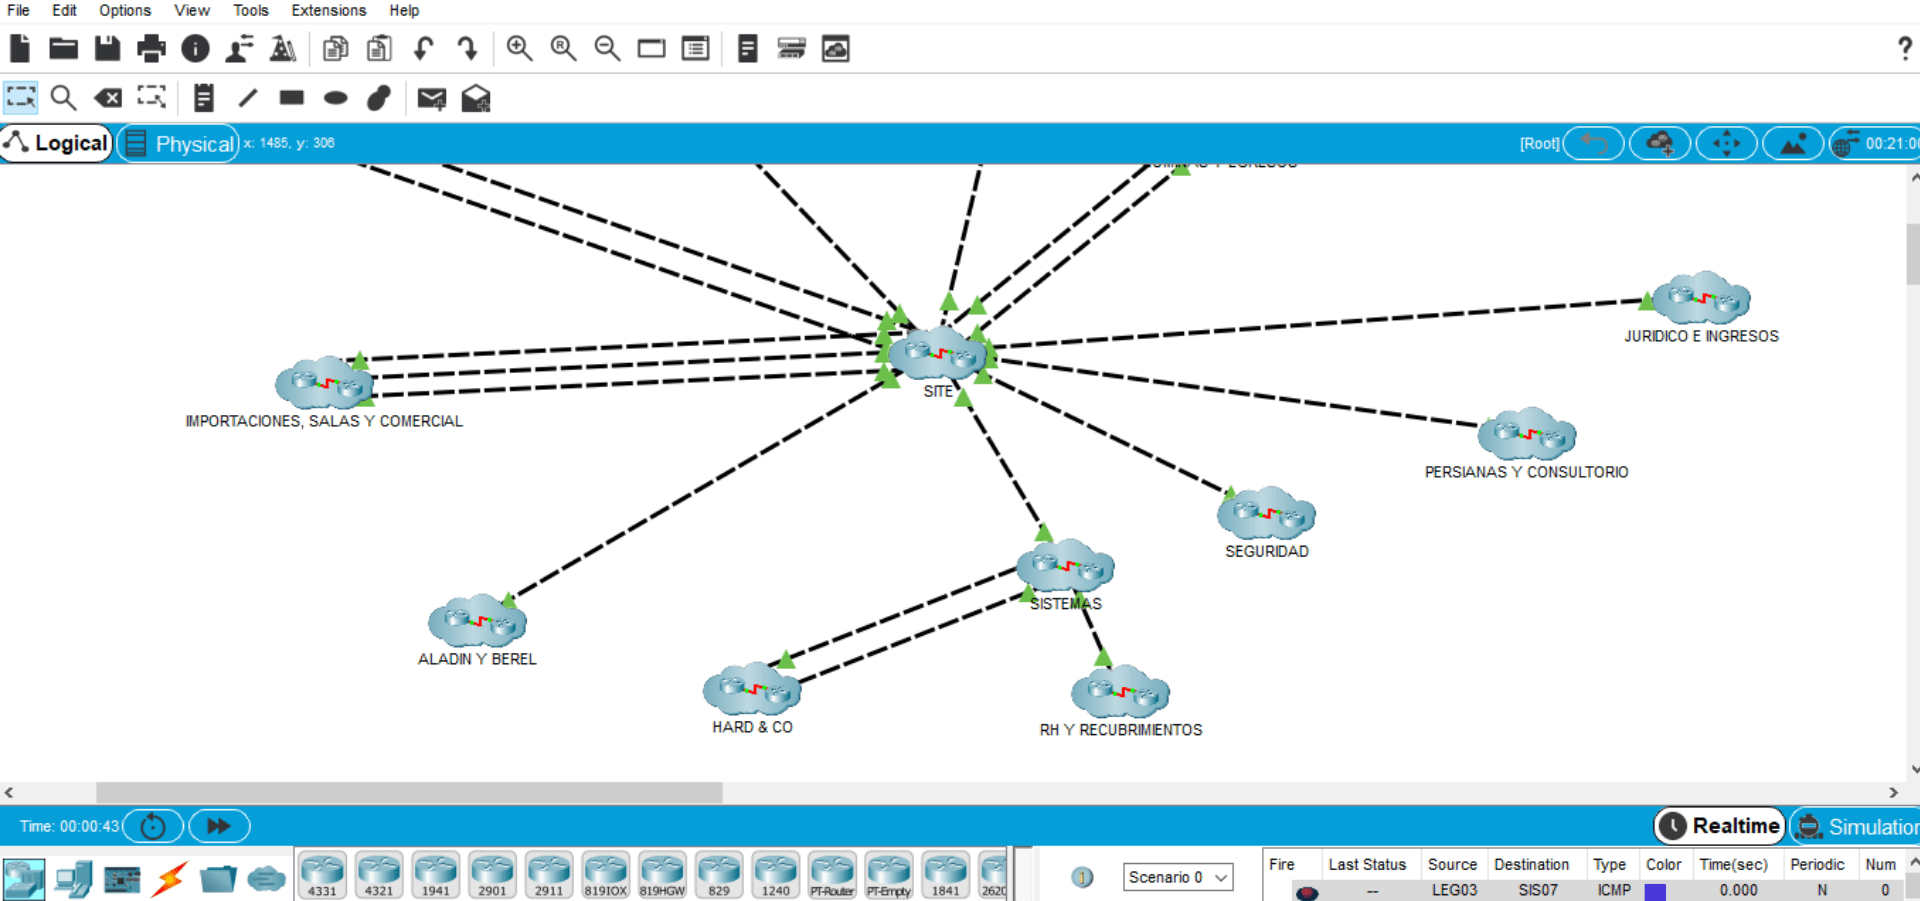 File Edit Options View Tools Extensions Help
?
Logical Physical x: 1485, y: 306 [Root] 00:21:00
JURIDICO E INGRESOS
SITE
IMPORTACIONES, SALAS Y COMERCIAL
PERSIANAS Y CONSULTORIO
SEGURIDAD
SISTEMAS
ALADIN Y BEREL
HARD & CO
RH Y RECUBRIMIENTOS
Time: 00:00:43 Realtime Simulation
4331 4321 1941 2901 2911 819IOX 819HGW 829 1240 PT-Router PT-Empty 1841 2620
Scenario 0
Fire Last Status Source Destination Type Color Time(sec) Periodic Num
-- LEG03 SIS07 ICMP 0.000 N 0